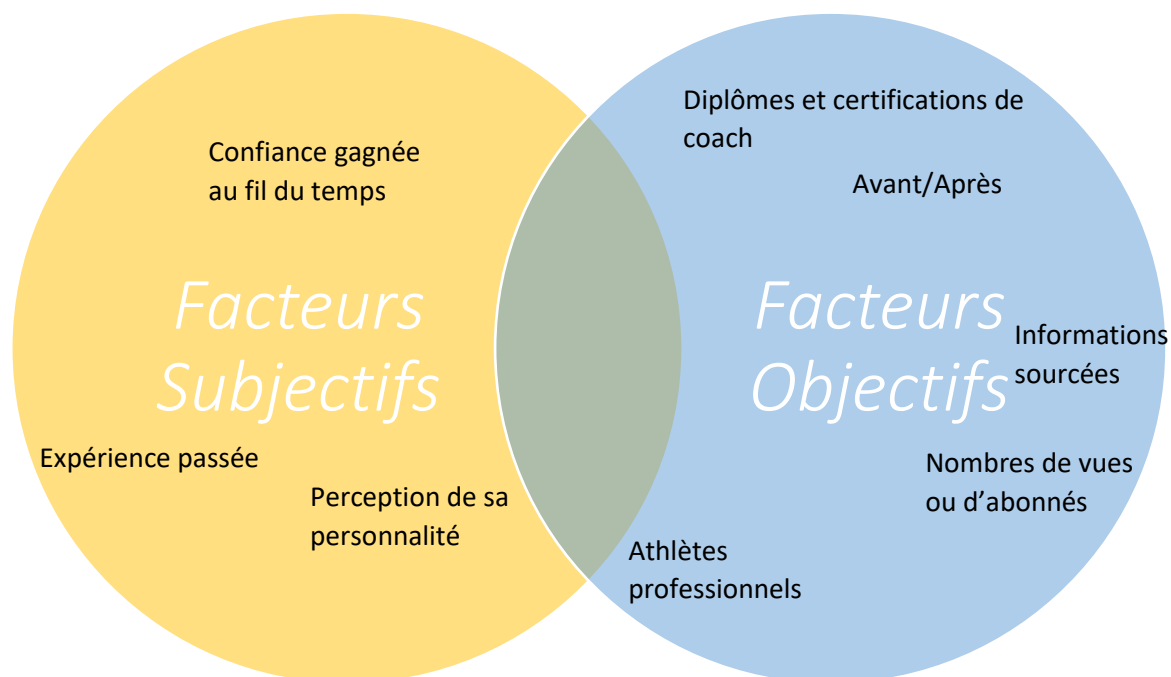 Confiance gagnée
au fil du temps
Facteurs
Subjectifs
Expérience passée
Perception de sa
personnalité
Diplômes et certifications de
coach
Avant/Après
Facteurs
Objectifs
Informations
sourcées
Nombres de vues
ou d’abonnés
Athlètes
professionnels